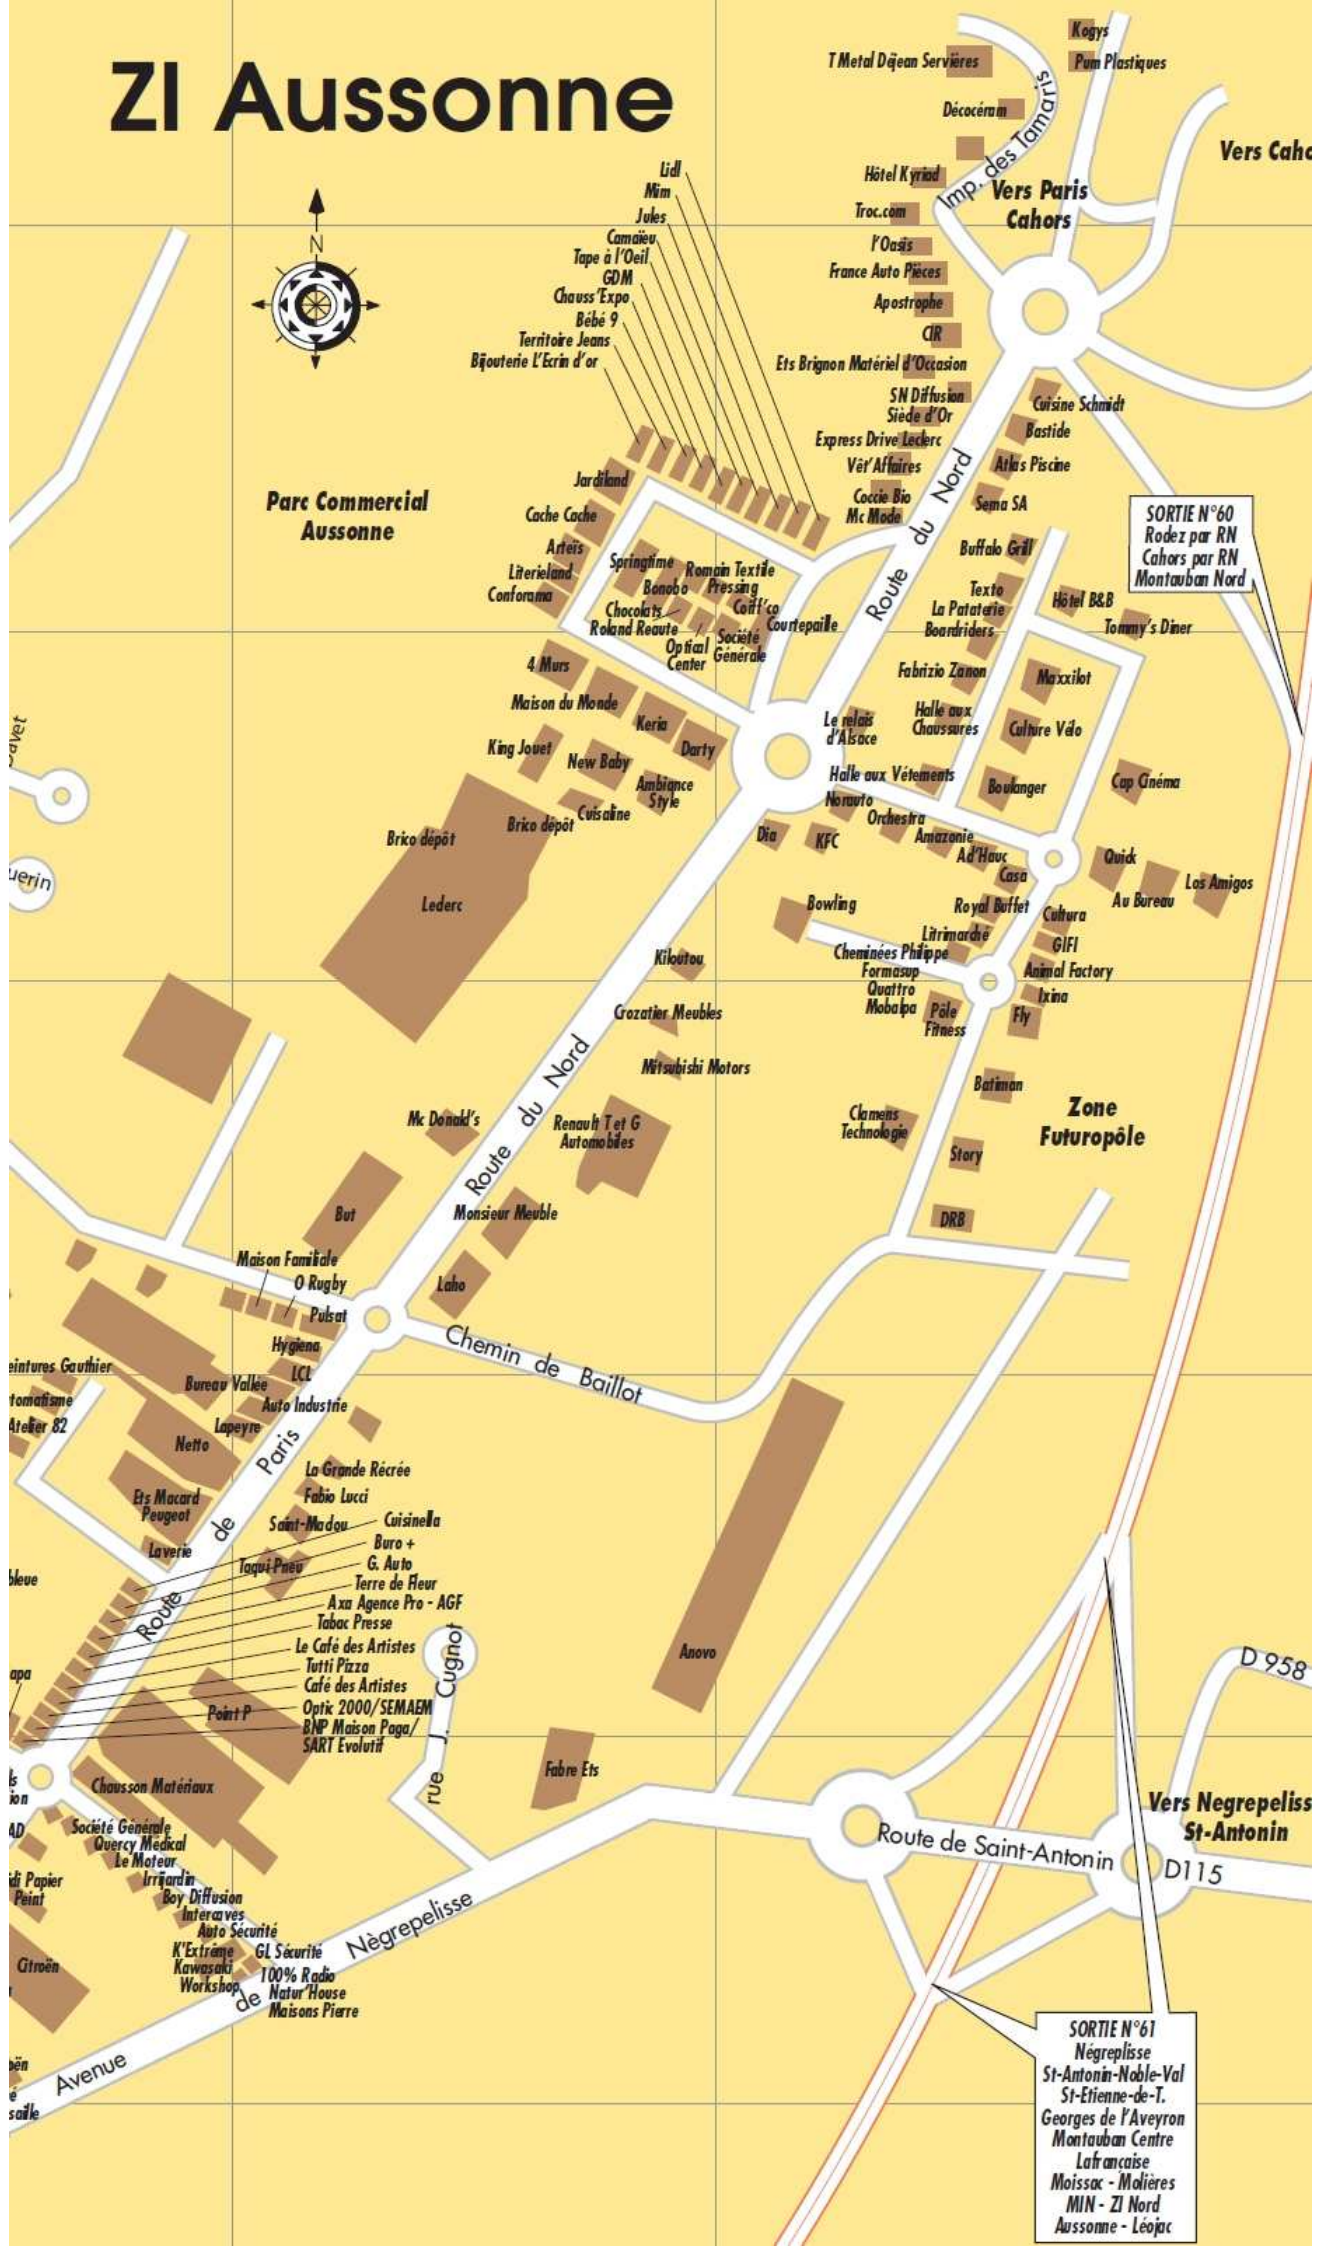 ZI Aussonne
Kogys
Pum Plastiques
T Metal Déjean Servières
Décocéram
Imp. des Tamaris
Vers Paris
Cahors
Hôtel Kyriad
Troc.com
l'Oasis
France Auto Pièces
Apostrophe
CIR
Ets Brignon Matériel d'Occasion
SN Diffusion
Siède d'Or
Express Drive Leclerc
Vêt'Affaires
Coccie Bio
Mc Mode
Lidl
Mim
Jules
Camaïeu
Tape à l'Oeil
GDM
Chauss'Expo
Bébé 9
Territoire Jeans
Bijouterie L'Ecrin d'or
N
Parc Commercial
Aussonne
Jardiland
Cache Cache
Arteïs
Literieland
Conforama
Springtime
Bonobo
Romain Textile
Pressing
Coiff'co
Chocolats
Roland Reaute
Optical
Center
Société
Générale
Courtepaille
Route du Nord
Cuisine Schmidt
Bastide
Atlas Piscine
Sema SA
Buffalo Grill
Texto
La Pataterie
Boardriders
Hôtel B&B
Tommy's Diner
SORTIE N°60
Rodez par RN
Cahors par RN
Montauban Nord
Fabrizio Zanon
Maxxilot
Halle aux
Chaussures
Culture Vélo
Le relais
d'Alsace
Halle aux Vêtements
Boulanger
Cap Cinéma
Norauto
Orchestra
Amazonie
Ad'Hauc
Casa
Dia
KFC
Quick
Au Bureau
Los Amigos
4 Murs
Maison du Monde
Keria
Darty
King Jouet
New Baby
Ambiance
Style
Cuisaline
Brico dépôt
Brico dépôt
Leclerc
Bowling
Royal Buffet
Cultura
Litrimarché
GIFI
Cheminées Philippe
Formasup
Quattro
Mobalpa
Animal Factory
Ixina
Fly
Pôle
Fitness
Kiloutou
Crozatier Meubles
Mitsubishi Motors
Route du Nord
Batiman
Zone
Futuropôle
Clamens
Technologie
Story
DRB
Mc Donald's
Renault T et G
Automobiles
But
Monsieur Meuble
Laho
Maison Familiale
O Rugby
Pulsat
Hygiena
LCL
Bureau Vallée
Auto Industrie
Lapeyre
Netto
Ets Macard
Peugeot
Laverie
Chemin de Baillot
Route de Paris
La Grande Récrée
Fabio Lucci
Saint-Madou
Taqui Pneu
Cuisinella
Buro +
G. Auto
Terre de Fleur
Axa Agence Pro - AGF
Tabac Presse
Le Café des Artistes
Tutti Pizza
Café des Artistes
Optic 2000/SEMAEM
BNP Maison Paga/
SART Evolutif
Point P
Chausson Matériaux
rue J. Cugnot
Anovo
Fabre Ets
D 958
Vers Negrepeliss
St-Antonin
Route de Saint-Antonin
D115
Société Générale
Quercy Médical
Le Moteur
Irrijardin
Boy Diffusion
Intercaves
Auto Sécurité
K'Extrême
Kawasaki
Workshop
GL Sécurité
100% Radio
Natur'House
Maisons Pierre
Citroën
Atelier 82
Avenue de Nègrepelisse
SORTIE N°61
Négreplisse
St-Antonin-Noble-Val
St-Etienne-de-T.
Georges de l'Aveyron
Montauban Centre
Lafrançaise
Moissac - Molières
MIN - ZI Nord
Aussonne - Léojac